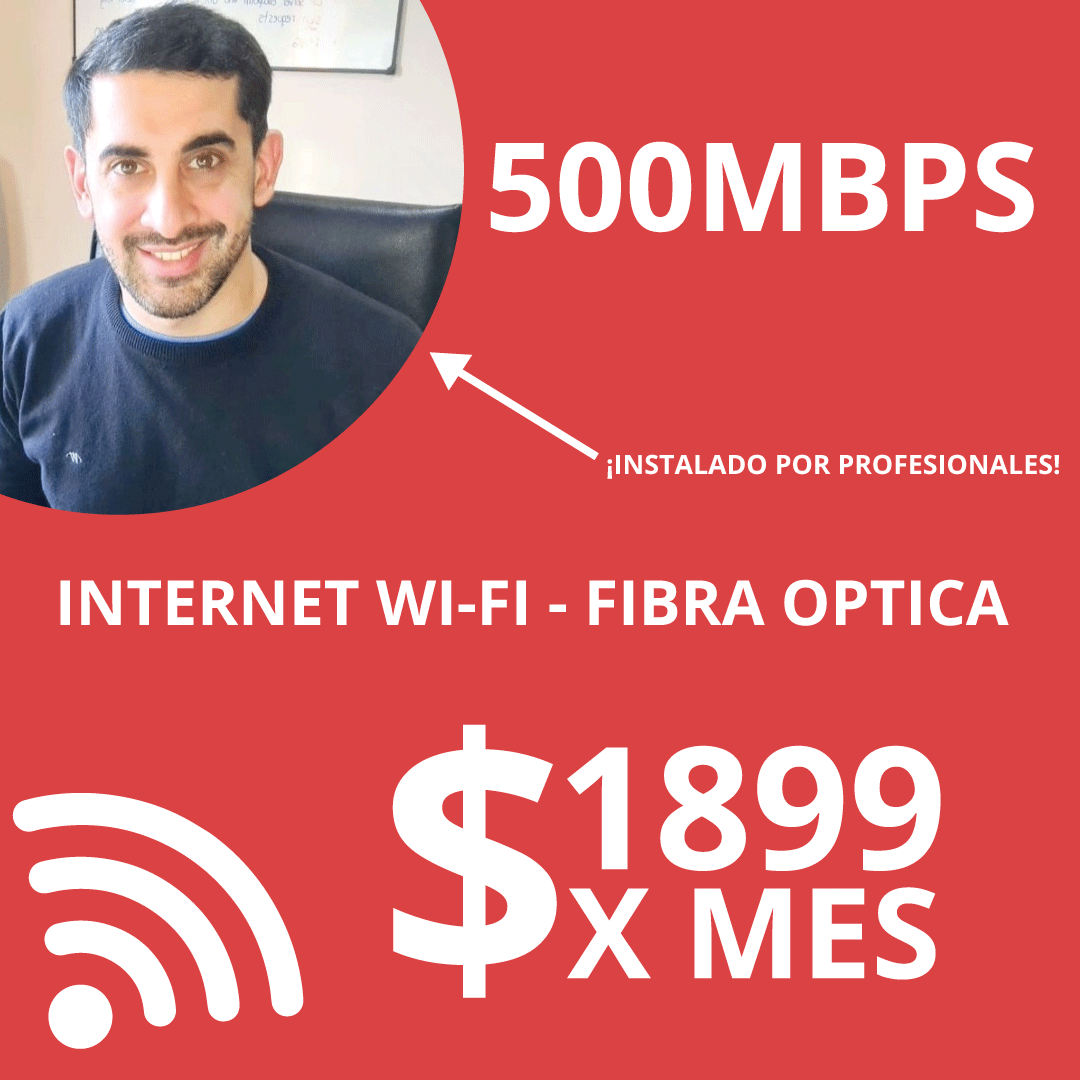 500MBPS
¡INSTALADO POR PROFESIONALES!
INTERNET WI-FI - FIBRA OPTICA
$1899
X MES